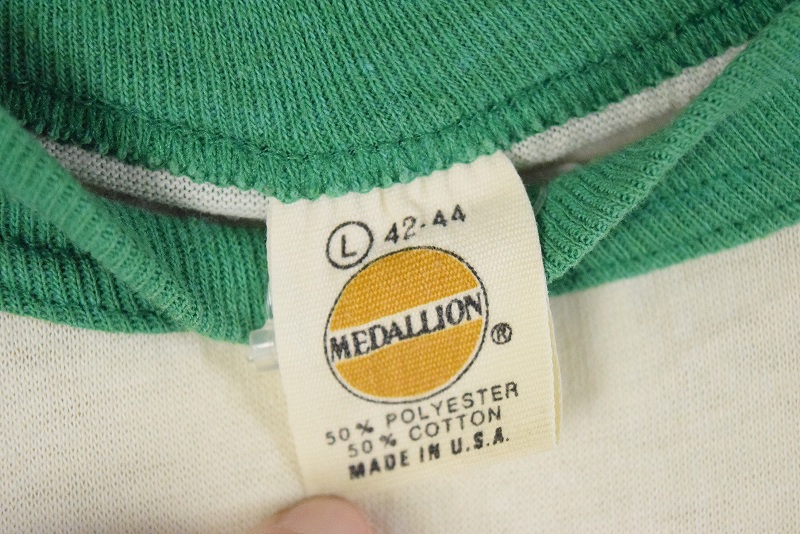 L 42-44
MEDALLION ®
50% POLYESTER
50% COTTON
MADE IN U.S.A.